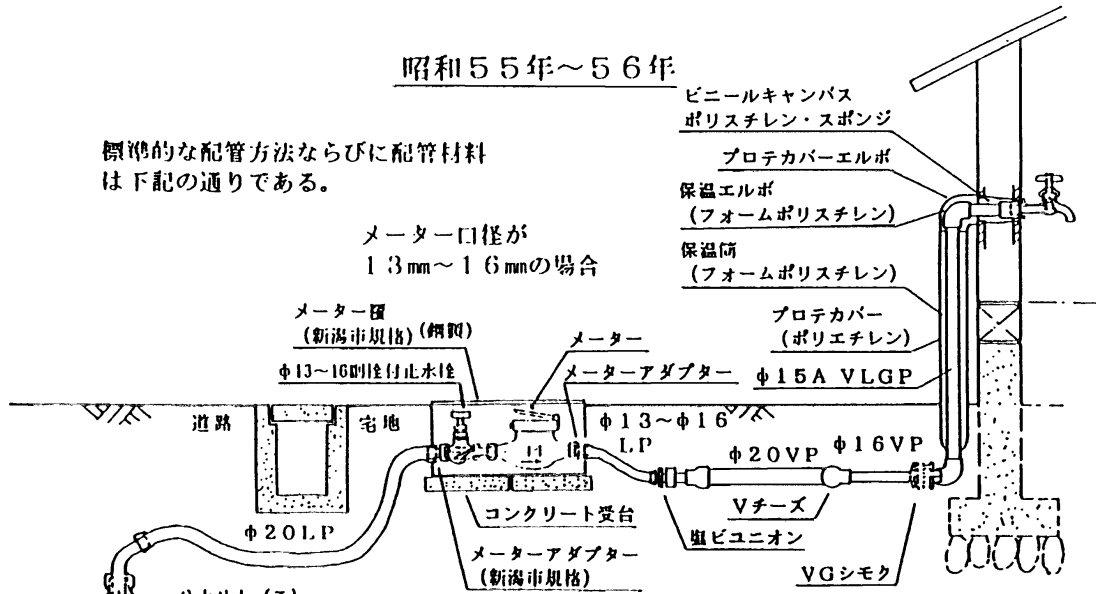 昭和55年～56年
標準的な配管方法ならびに配管材料
は下記の通りである。
メーター口径が
13mm～16mmの場合
メーター覆
(新潟市規格) (鋼製)
φ13～16副栓付止水栓
メーター
メーターアダプター
道路
宅地
φ20LP
コンクリート受台
メーターアダプター
(新潟市規格)
φ13～φ16
LP
φ20VP
φ16VP
Vチーズ
塩ビユニオン
VGシモク
ビニールキャンパス
ポリスチレン・スポンジ
プロテカバーエルボ
保温エルボ
(フォームポリスチレン)
保温筒
(フォームポリスチレン)
プロテカバー
(ポリエチレン)
φ15A VLGP